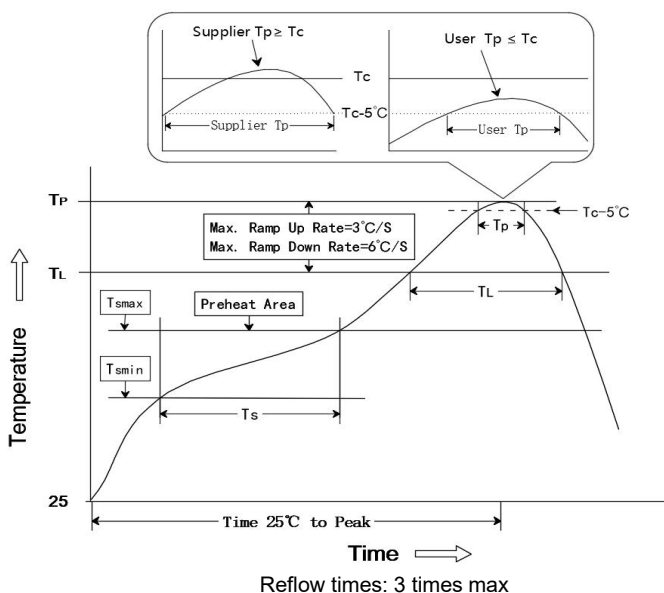 Supplier Tp ≥ Tc
User Tp ≤ Tc
Tc
Tc-5°C
Supplier Tp
User Tp
TP
Tc-5°C
Max. Ramp Up Rate=3°C/S
Max. Ramp Down Rate=6°C/S
Tp
TL
TL
Tsmax
Preheat Area
Tsmin
Ts
Temperature
25
Time 25℃ to Peak
Time
Reflow times: 3 times max